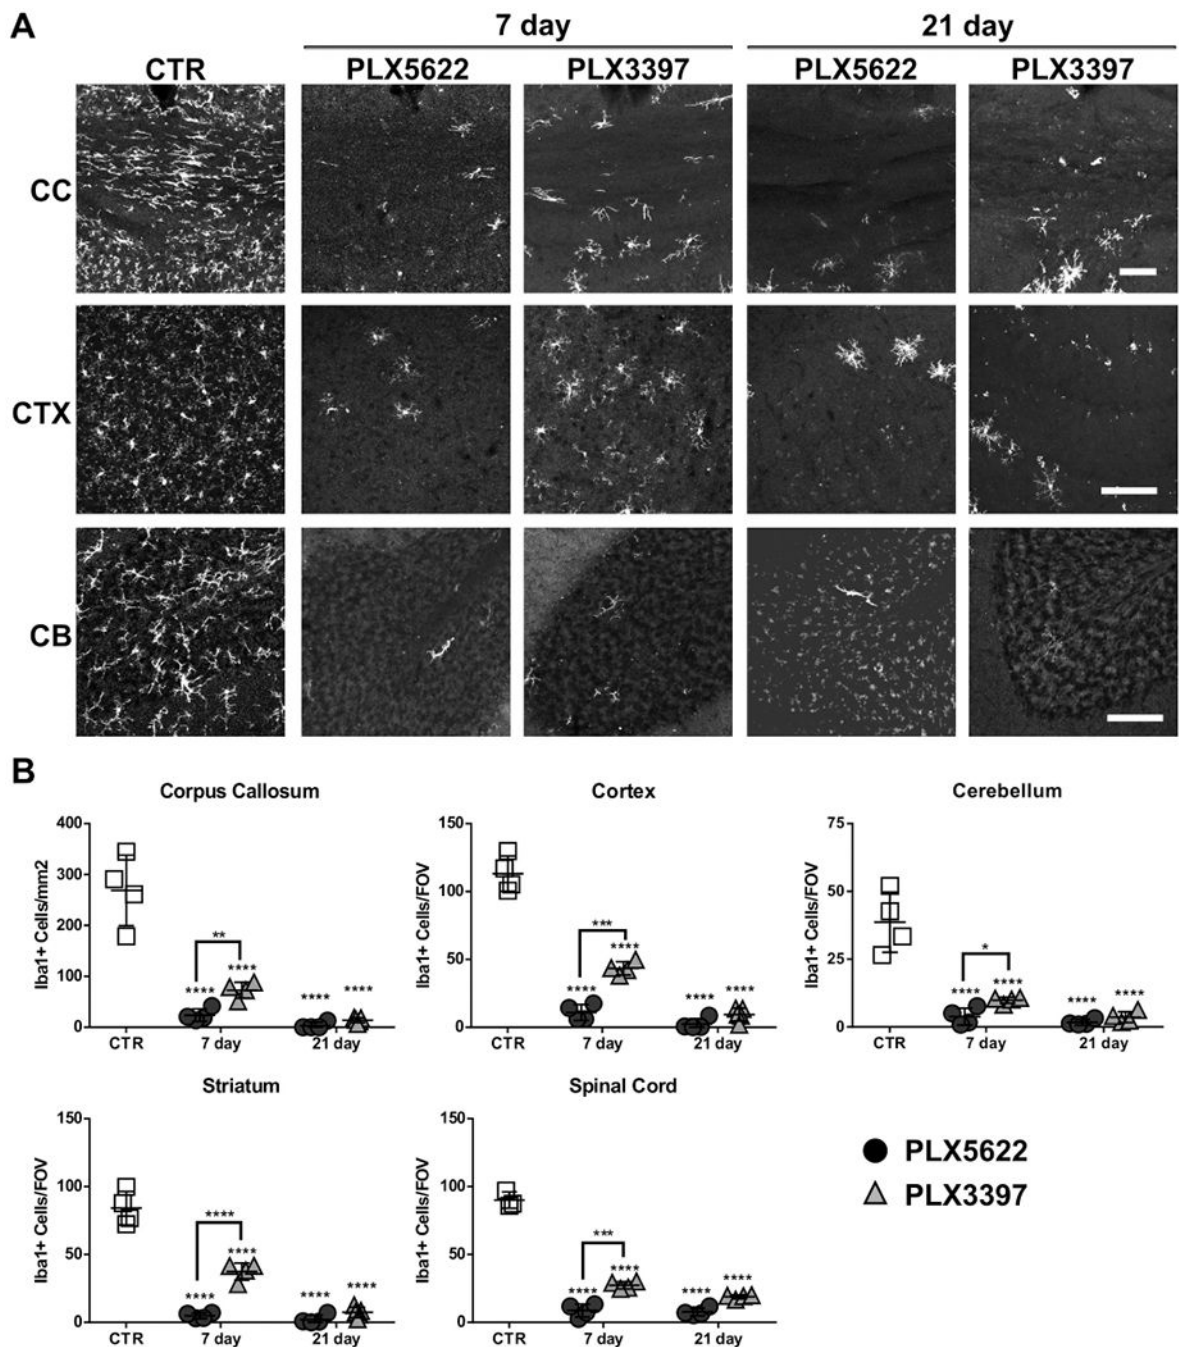 A
7 day
21 day
CTR
PLX5622
PLX3397
PLX5622
PLX3397
CC
CTX
CB
B
Corpus Callosum
Iba1+ Cells/mm2
400
300
200
100
0
**
****
****
****
****
CTR
7 day
21 day
Cortex
Iba1+ Cells/FOV
150
100
50
0
***
****
****
****
****
CTR
7 day
21 day
Cerebellum
Iba1+ Cells/FOV
75
50
25
0
*
****
****
****
****
CTR
7 day
21 day
Striatum
Iba1+ Cells/FOV
150
100
50
0
****
****
****
****
****
CTR
7 day
21 day
Spinal Cord
Iba1+ Cells/FOV
150
100
50
0
***
****
****
****
****
CTR
7 day
21 day
PLX5622
PLX3397